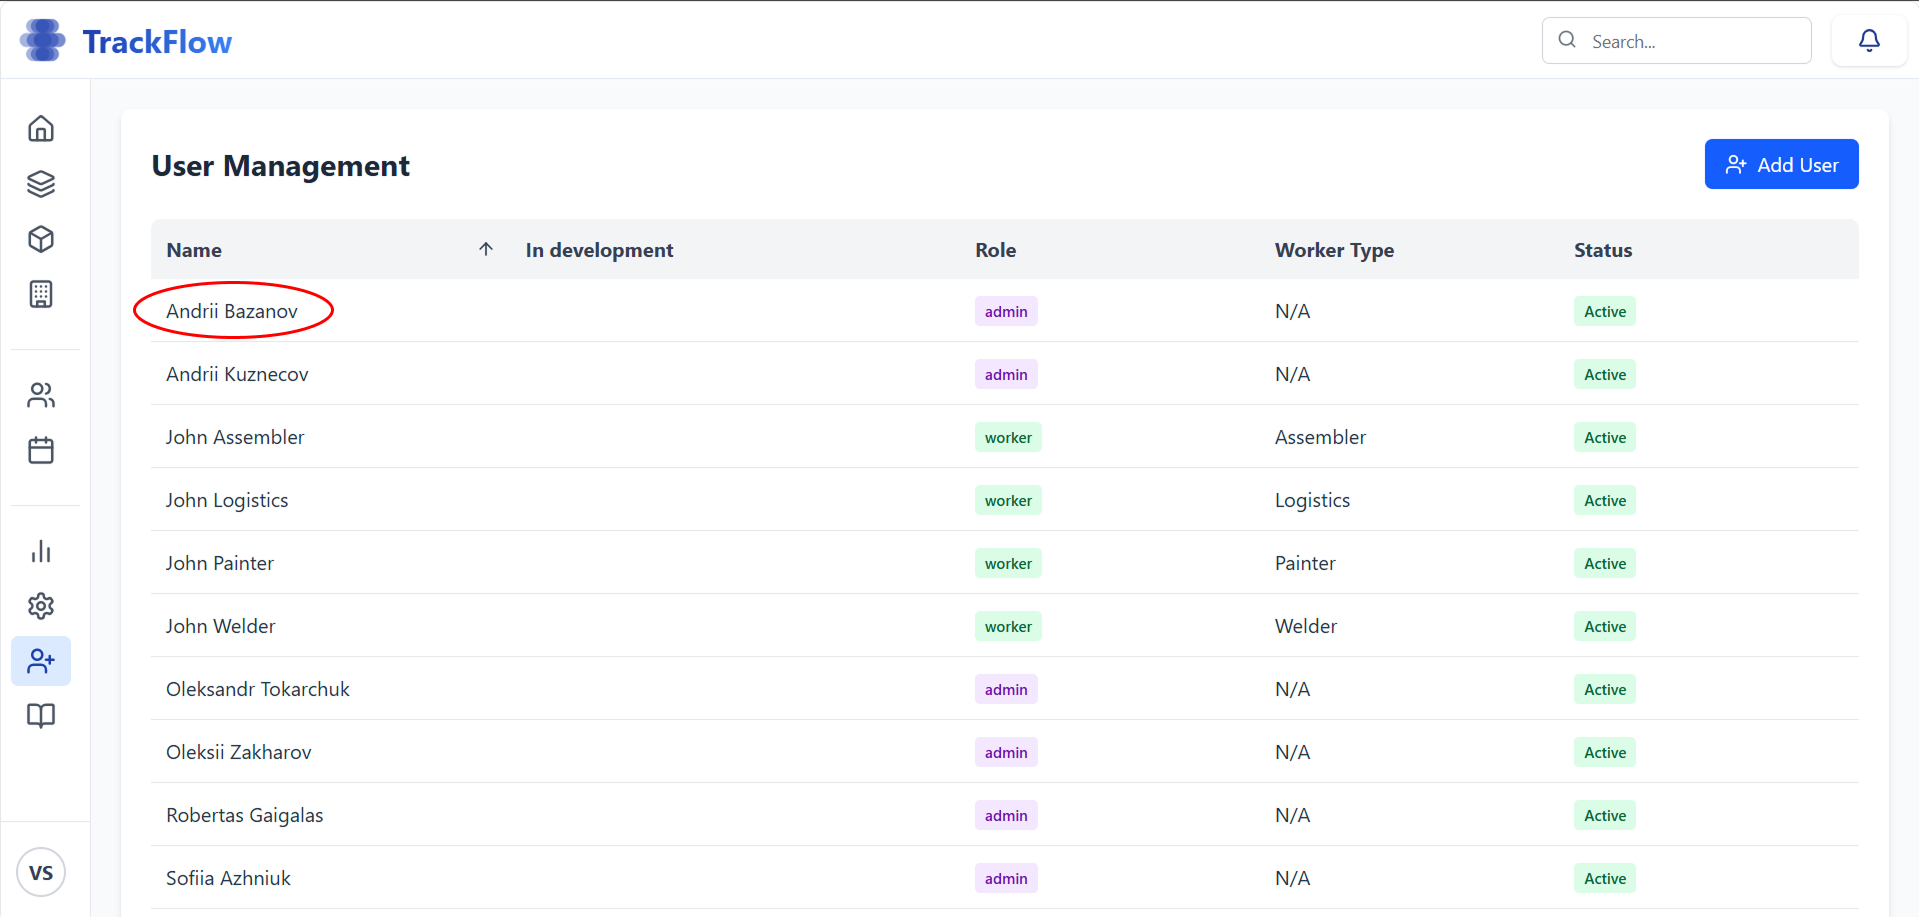 TrackFlow
Search...
User Management
Add User
Name In development Role Worker Type Status
Andrii Bazanov admin N/A Active
Andrii Kuznecov admin N/A Active
John Assembler worker Assembler Active
John Logistics worker Logistics Active
John Painter worker Painter Active
John Welder worker Welder Active
Oleksandr Tokarchuk admin N/A Active
Oleksii Zakharov admin N/A Active
Robertas Gaigalas admin N/A Active
Sofiia Azhniuk admin N/A Active
VS